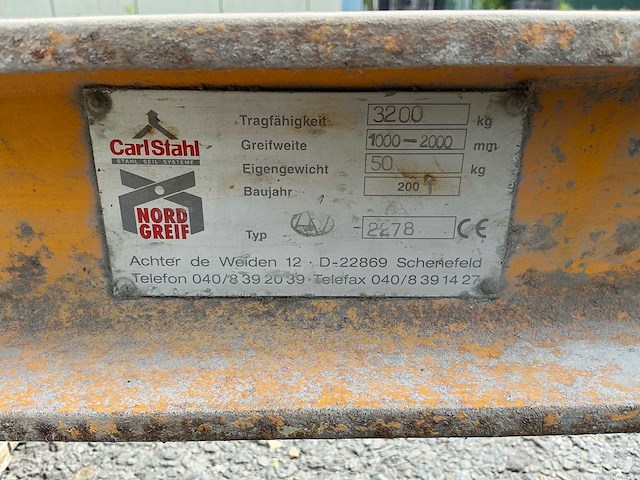 Carl Stahl
STAHL SEIL SYSTEME
NORD
GREIF
Tragfähigkeit 3200 kg
Greifweite 1000-2000 mm
Eigengewicht 50 kg
Baujahr 2001
Typ -2278 CE
Achter de Weiden 12 · D-22869 Schenefeld
Telefon 040/8 39 20 39 · Telefax 040/8 39 14 27